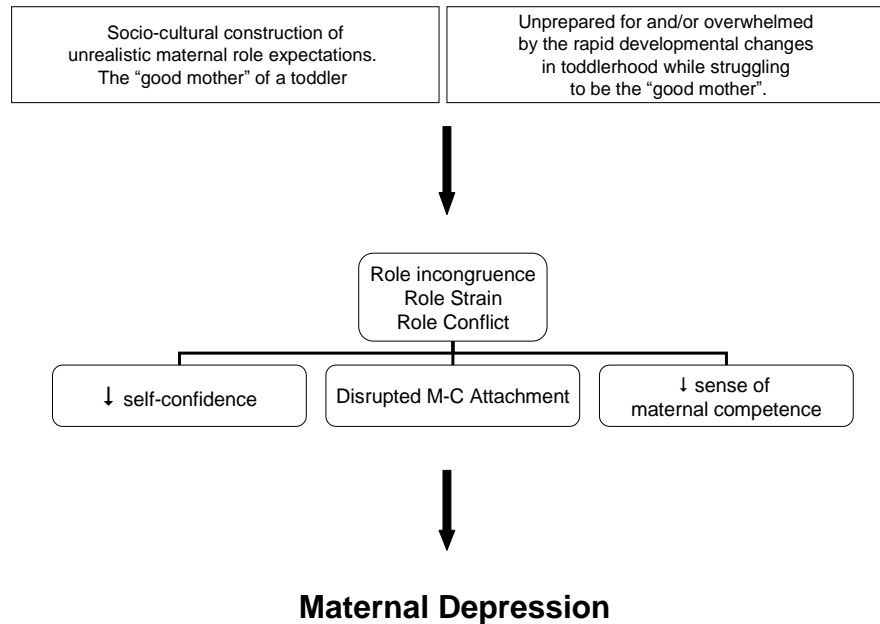 Socio-cultural construction of
unrealistic maternal role expectations.
The “good mother” of a toddler
Unprepared for and/or overwhelmed
by the rapid developmental changes
in toddlerhood while struggling
to be the “good mother”.
Role incongruence
Role Strain
Role Conflict
↓ self-confidence
Disrupted M-C Attachment
↓ sense of
maternal competence
Maternal Depression